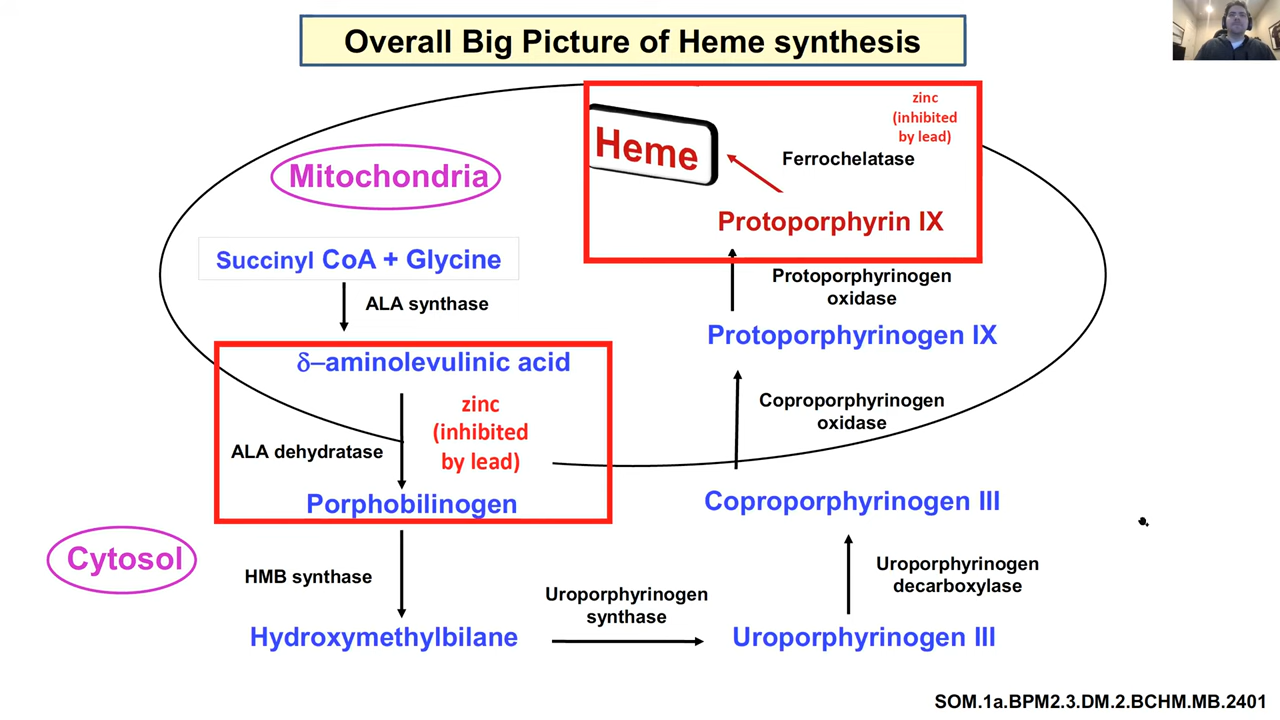 Overall Big Picture of Heme synthesis
zinc
(inhibited
by lead)
Heme
Ferrochelatase
Mitochondria
Protoporphyrin IX
Succinyl CoA + Glycine
Protoporphyrinogen
oxidase
ALA synthase
Protoporphyrinogen IX
δ–aminolevulinic acid
zinc
(inhibited
by lead)
Coproporphyrinogen
oxidase
ALA dehydratase
Porphobilinogen
Coproporphyrinogen III
Cytosol
HMB synthase
Uroporphyrinogen
decarboxylase
Uroporphyrinogen
synthase
Hydroxymethylbilane
Uroporphyrinogen III
SOM.1a.BPM2.3.DM.2.BCHM.MB.2401